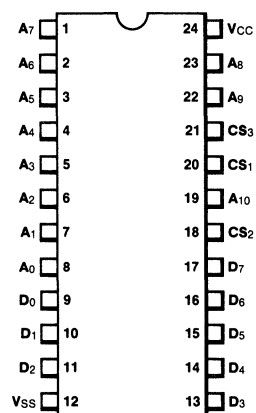 A7 1 24 VCC
A6 2 23 A8
A5 3 22 A9
A4 4 21 CS3
A3 5 20 CS1
A2 6 19 A10
A1 7 18 CS2
A0 8 17 D7
D0 9 16 D6
D1 10 15 D5
D2 11 14 D4
VSS 12 13 D3